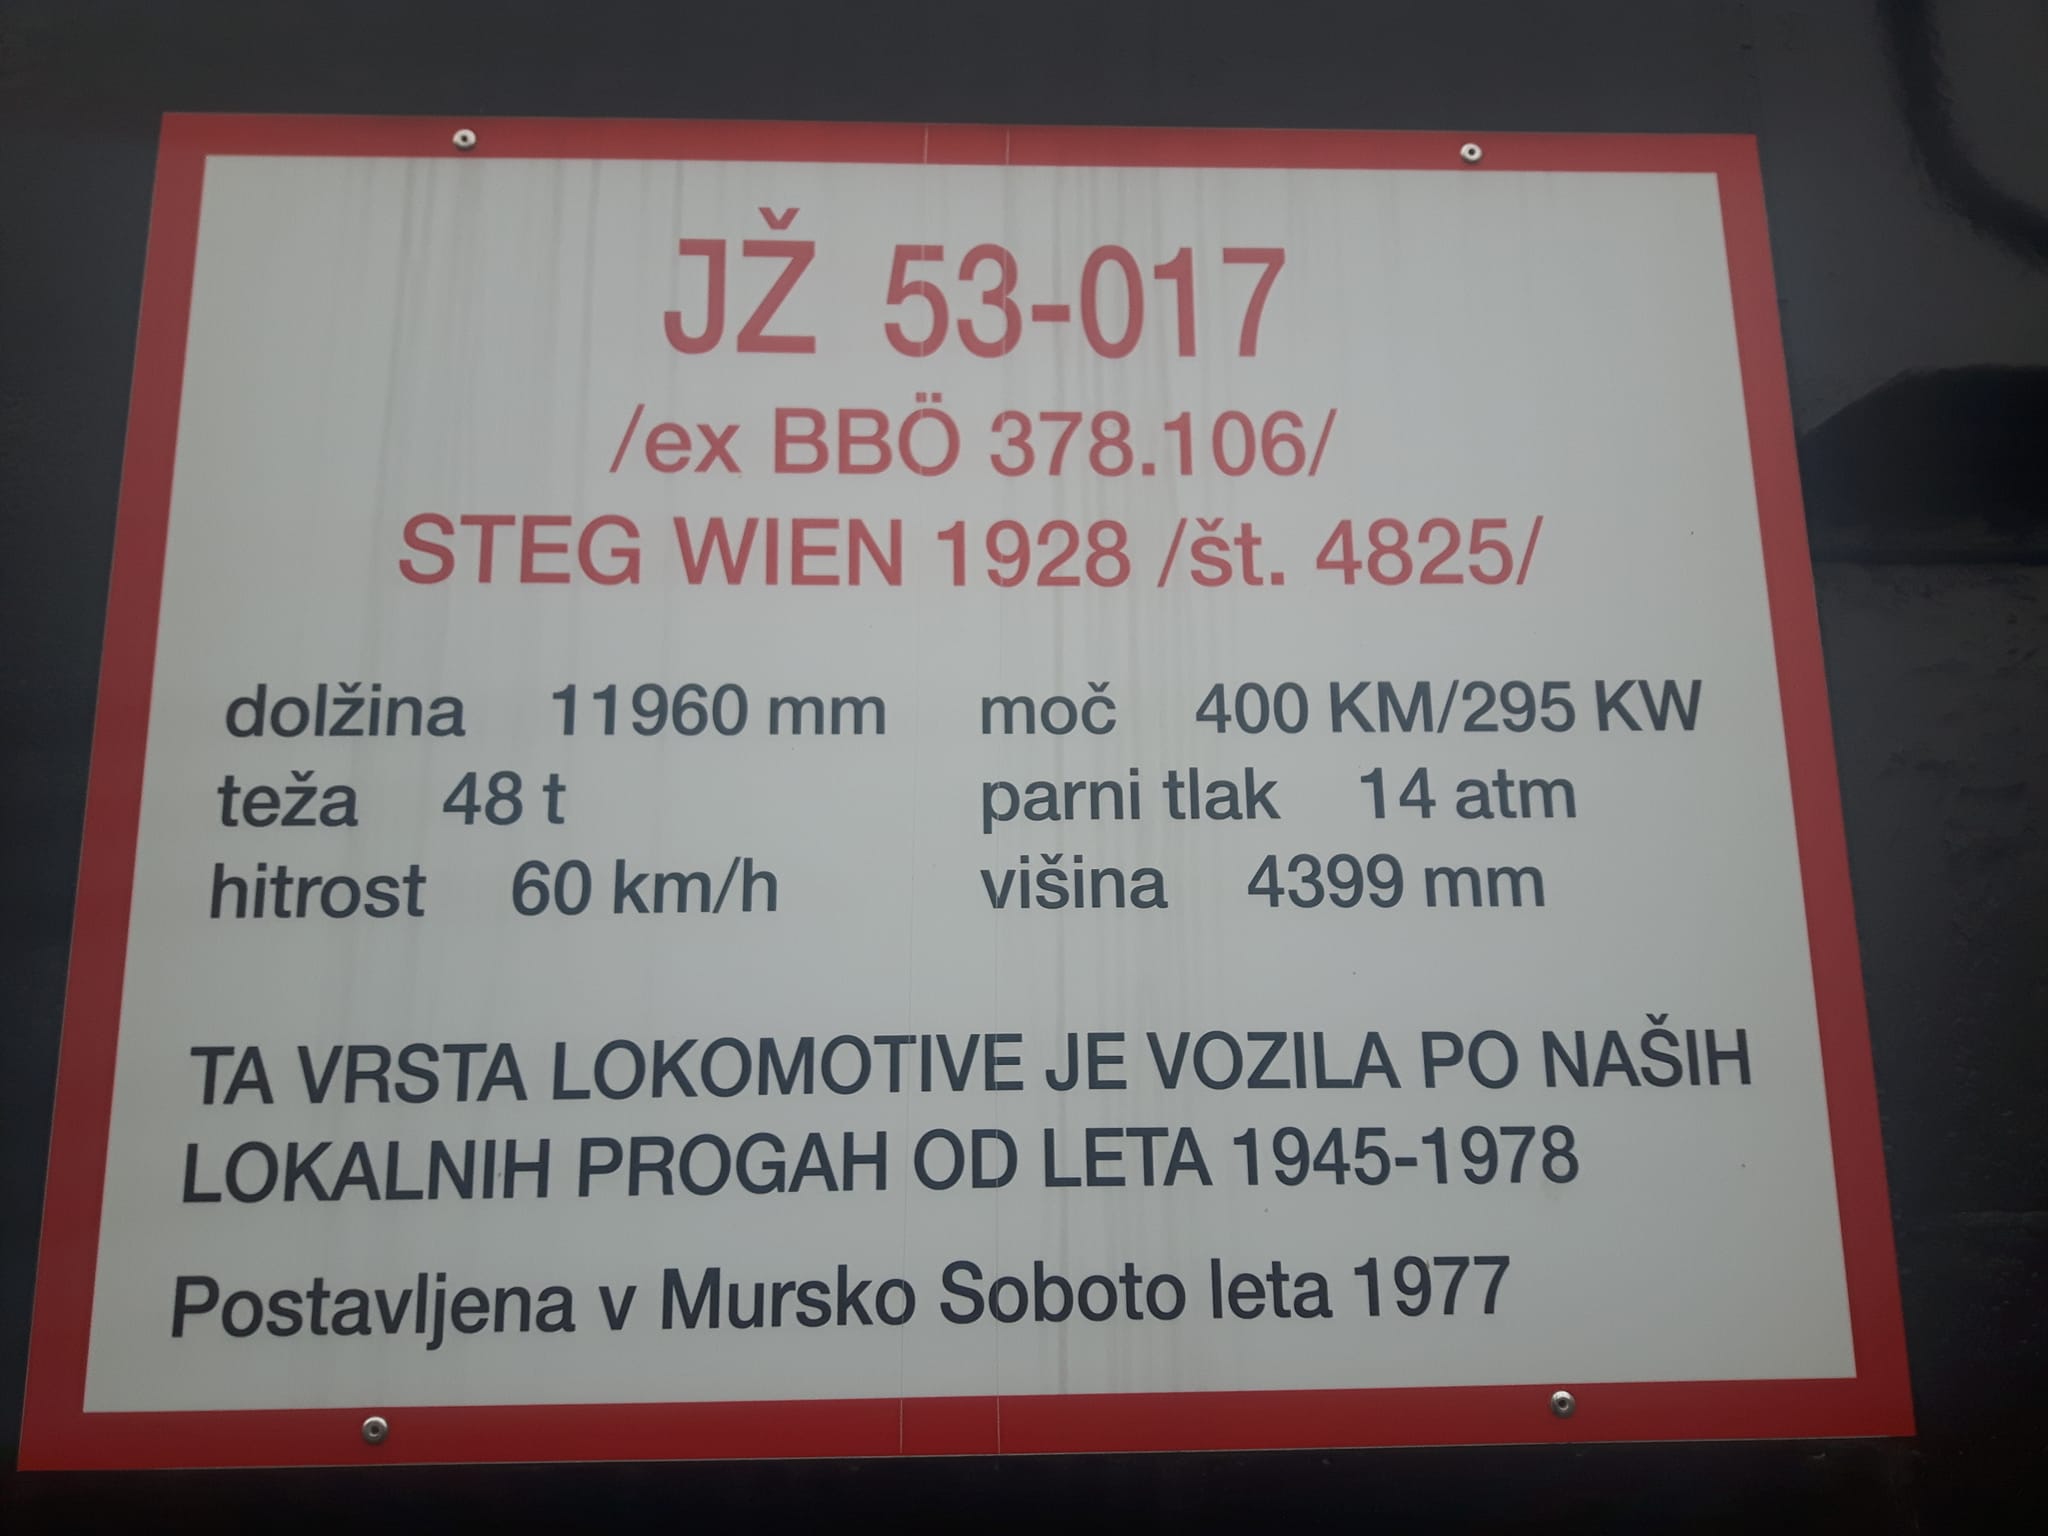 JŽ 53-017
/ex BBÖ 378.106/
STEG WIEN 1928 /št. 4825/
dolžina 11960 mm moč 400 KM/295 KW
teža 48 t parni tlak 14 atm
hitrost 60 km/h višina 4399 mm
TA VRSTA LOKOMOTIVE JE VOZILA PO NAŠIH
LOKALNIH PROGAH OD LETA 1945-1978
Postavljena v Mursko Soboto leta 1977